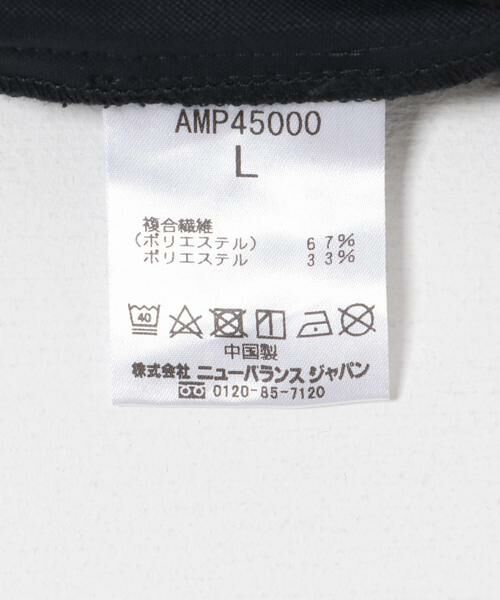 AMP45000
L
複合繊維
(ポリエステル) 67%
ポリエステル 33%
40
中国製
株式会社 ニューバランス ジャパン
0120-85-7120